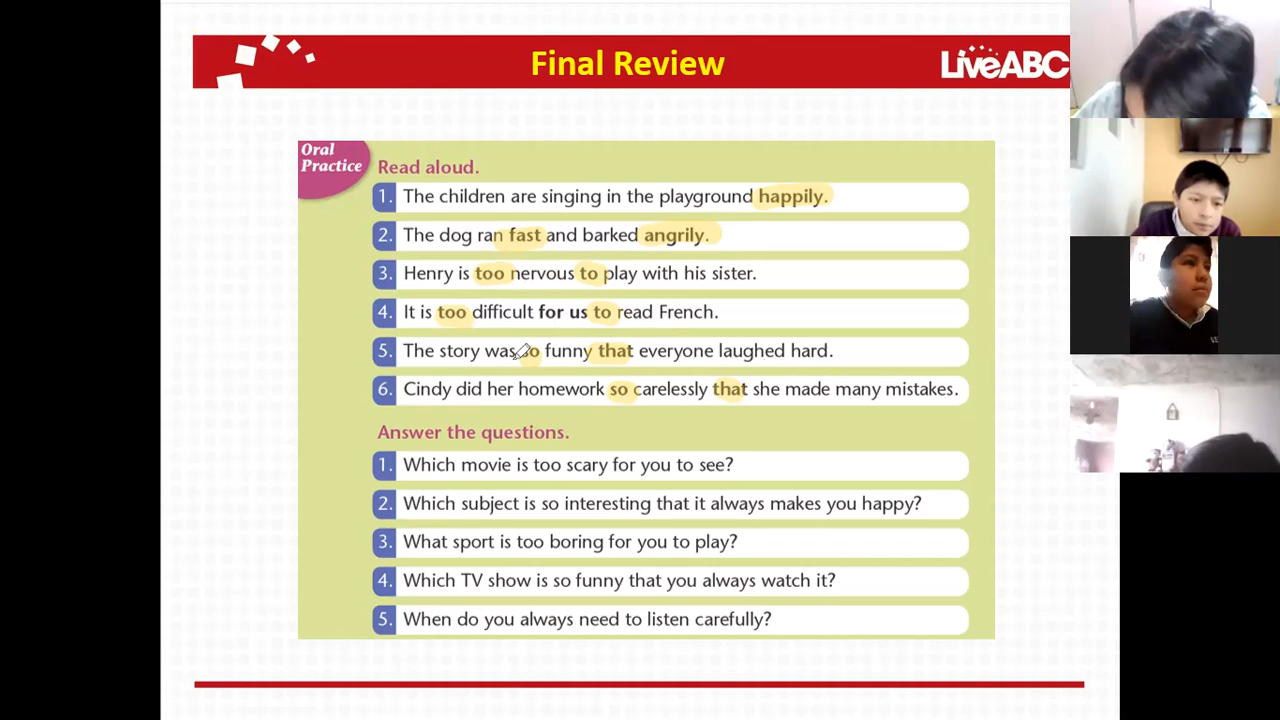 Final Review
LiveABC
Oral
Practice
Read aloud.
1. The children are singing in the playground happily.
2. The dog ran fast and barked angrily.
3. Henry is too nervous to play with his sister.
4. It is too difficult for us to read French.
5. The story was so funny that everyone laughed hard.
6. Cindy did her homework so carelessly that she made many mistakes.
Answer the questions.
1. Which movie is too scary for you to see?
2. Which subject is so interesting that it always makes you happy?
3. What sport is too boring for you to play?
4. Which TV show is so funny that you always watch it?
5. When do you always need to listen carefully?